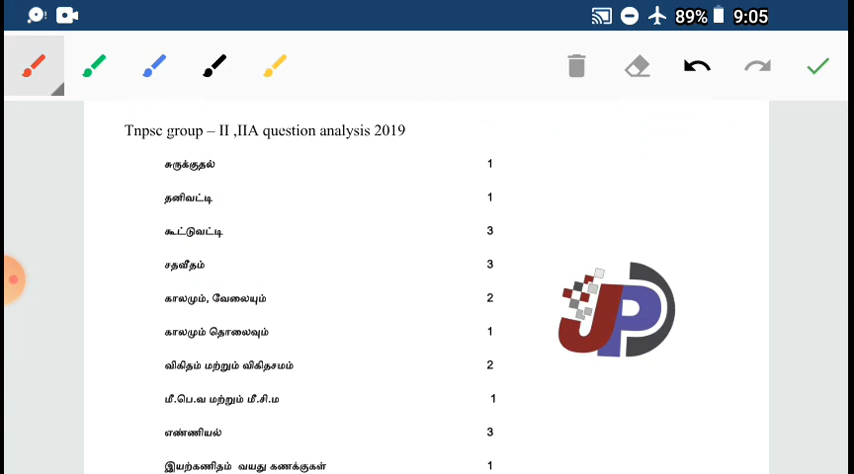 89% 9:05
Tnpsc group – II ,IIA question analysis 2019
சுருக்குதல் 1
தனிவட்டி 1
கூட்டுவட்டி 3
சதவீதம் 3
காலமும், வேலையும் 2
காலமும் தொலைவும் 1
விகிதம் மற்றும் விகிதசமம் 2
மீ.பெ.வ மற்றும் மீ.சி.ம 1
எண்ணியல் 3
இயற்கணிதம் வயது கணக்குகள் 1
JP